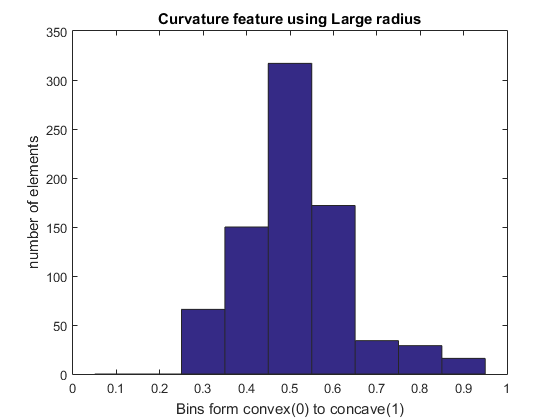 Curvature feature using Large radius
350
300
250
200
150
100
50
0
number of elements
0 0.1 0.2 0.3 0.4 0.5 0.6 0.7 0.8 0.9 1
Bins form convex(0) to concave(1)